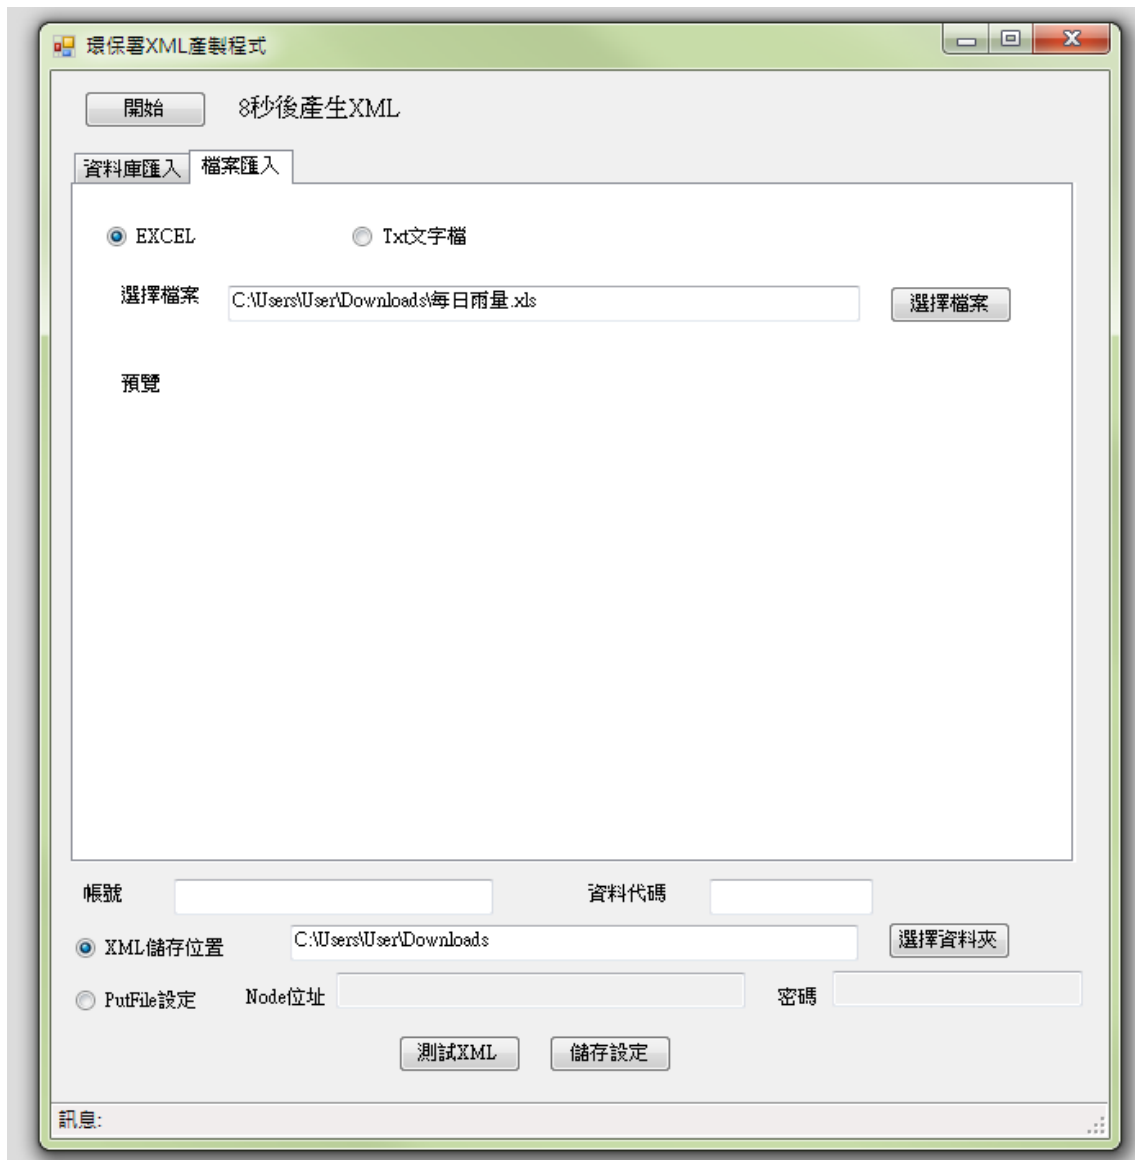 環保署XML產製程式
開始 8秒後產生XML
資料庫匯入 檔案匯入
EXCEL Txt文字檔
選擇檔案 C:\Users\User\Downloads\每日雨量.xls 選擇檔案
預覽
帳號 資料代碼
XML儲存位置 C:\Users\User\Downloads 選擇資料夾
PutFile設定 Node位址 密碼
測試XML 儲存設定
訊息: